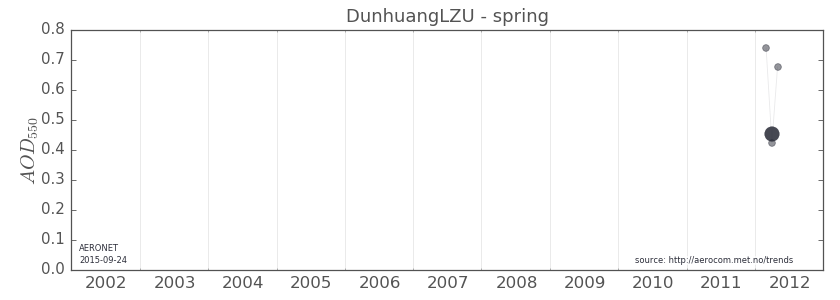 DunhuangLZU - spring
0.8
0.7
0.6
0.5
0.4
0.3
0.2
0.1
0.0
AOD550
AERONET
2015-09-24
source: http://aerocom.met.no/trends
2002 2003 2004 2005 2006 2007 2008 2009 2010 2011 2012